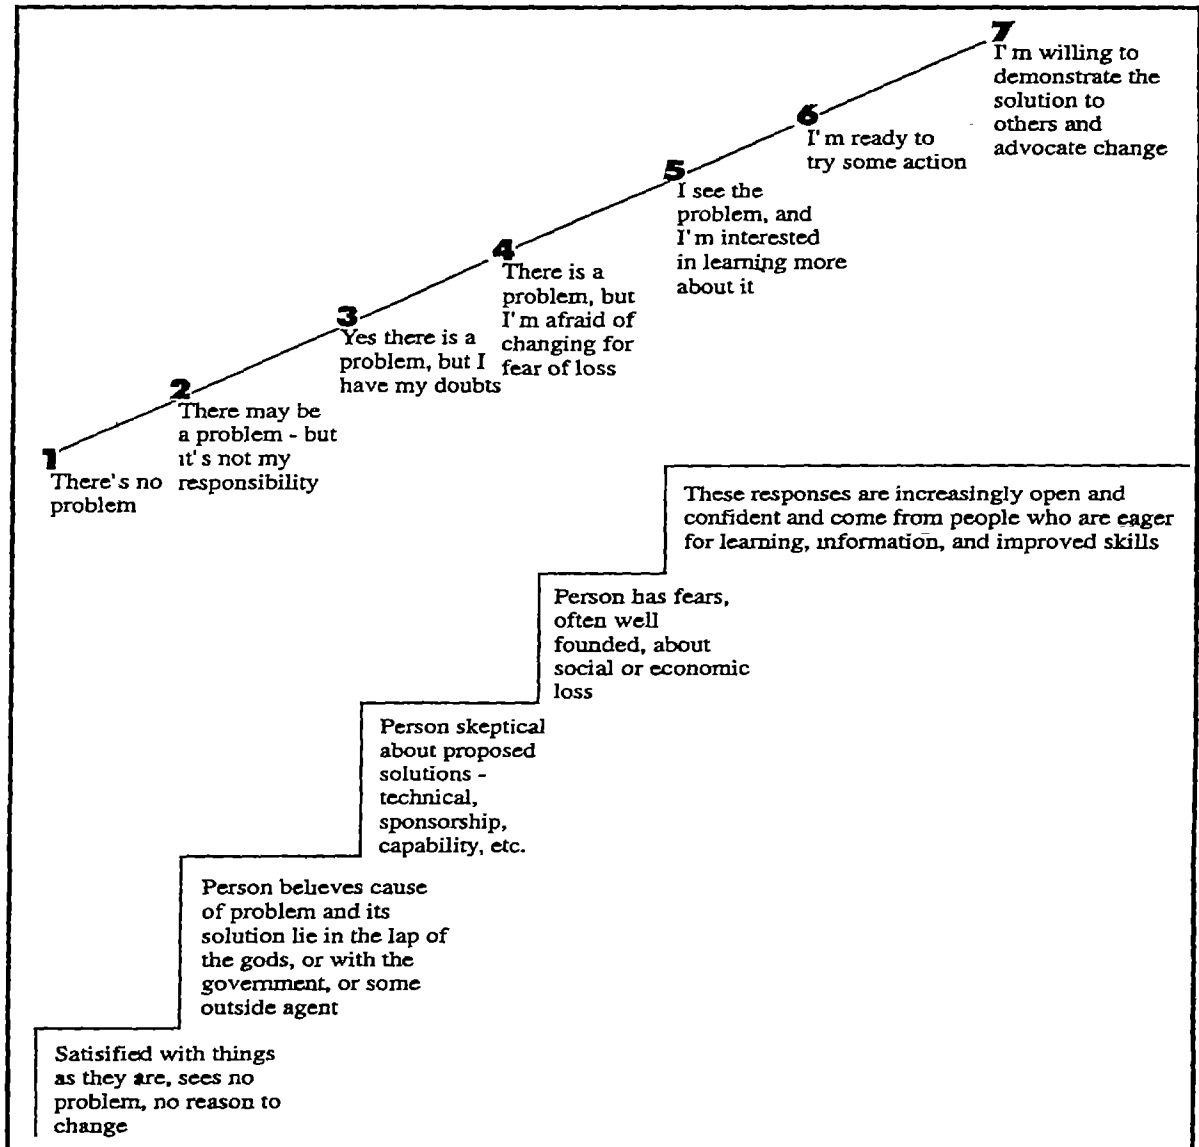 7
I'm willing to
demonstrate the
solution to
others and
advocate change
6
I'm ready to
try some action
5
I see the
problem, and
I'm interested
in learning more
about it
4
There is a
problem, but
I'm afraid of
changing for
fear of loss
3
Yes there is a
problem, but I
have my doubts
2
There may be
a problem - but
it's not my
responsibility
1
There's no
problem
These responses are increasingly open and
confident and come from people who are eager
for learning, information, and improved skills
Person has fears,
often well
founded, about
social or economic
loss
Person skeptical
about proposed
solutions -
technical,
sponsorship,
capability, etc.
Person believes cause
of problem and its
solution lie in the lap of
the gods, or with the
government, or some
outside agent
Satisified with things
as they are, sees no
problem, no reason to
change